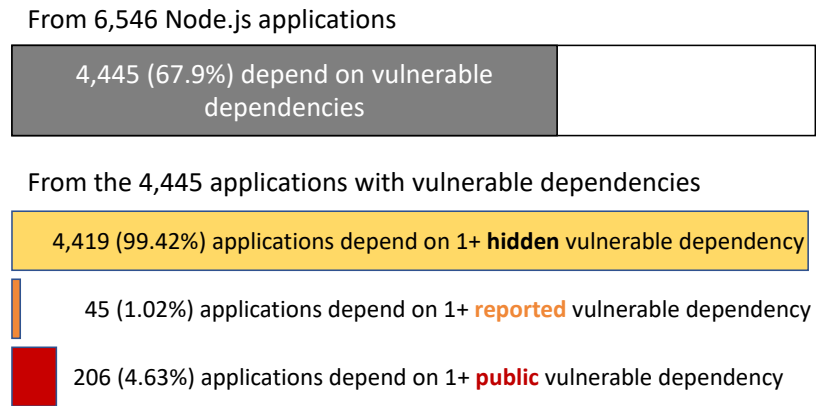 From 6,546 Node.js applications
4,445 (67.9%) depend on vulnerable
dependencies
From the 4,445 applications with vulnerable dependencies
4,419 (99.42%) applications depend on 1+ hidden vulnerable dependency
45 (1.02%) applications depend on 1+ reported vulnerable dependency
206 (4.63%) applications depend on 1+ public vulnerable dependency